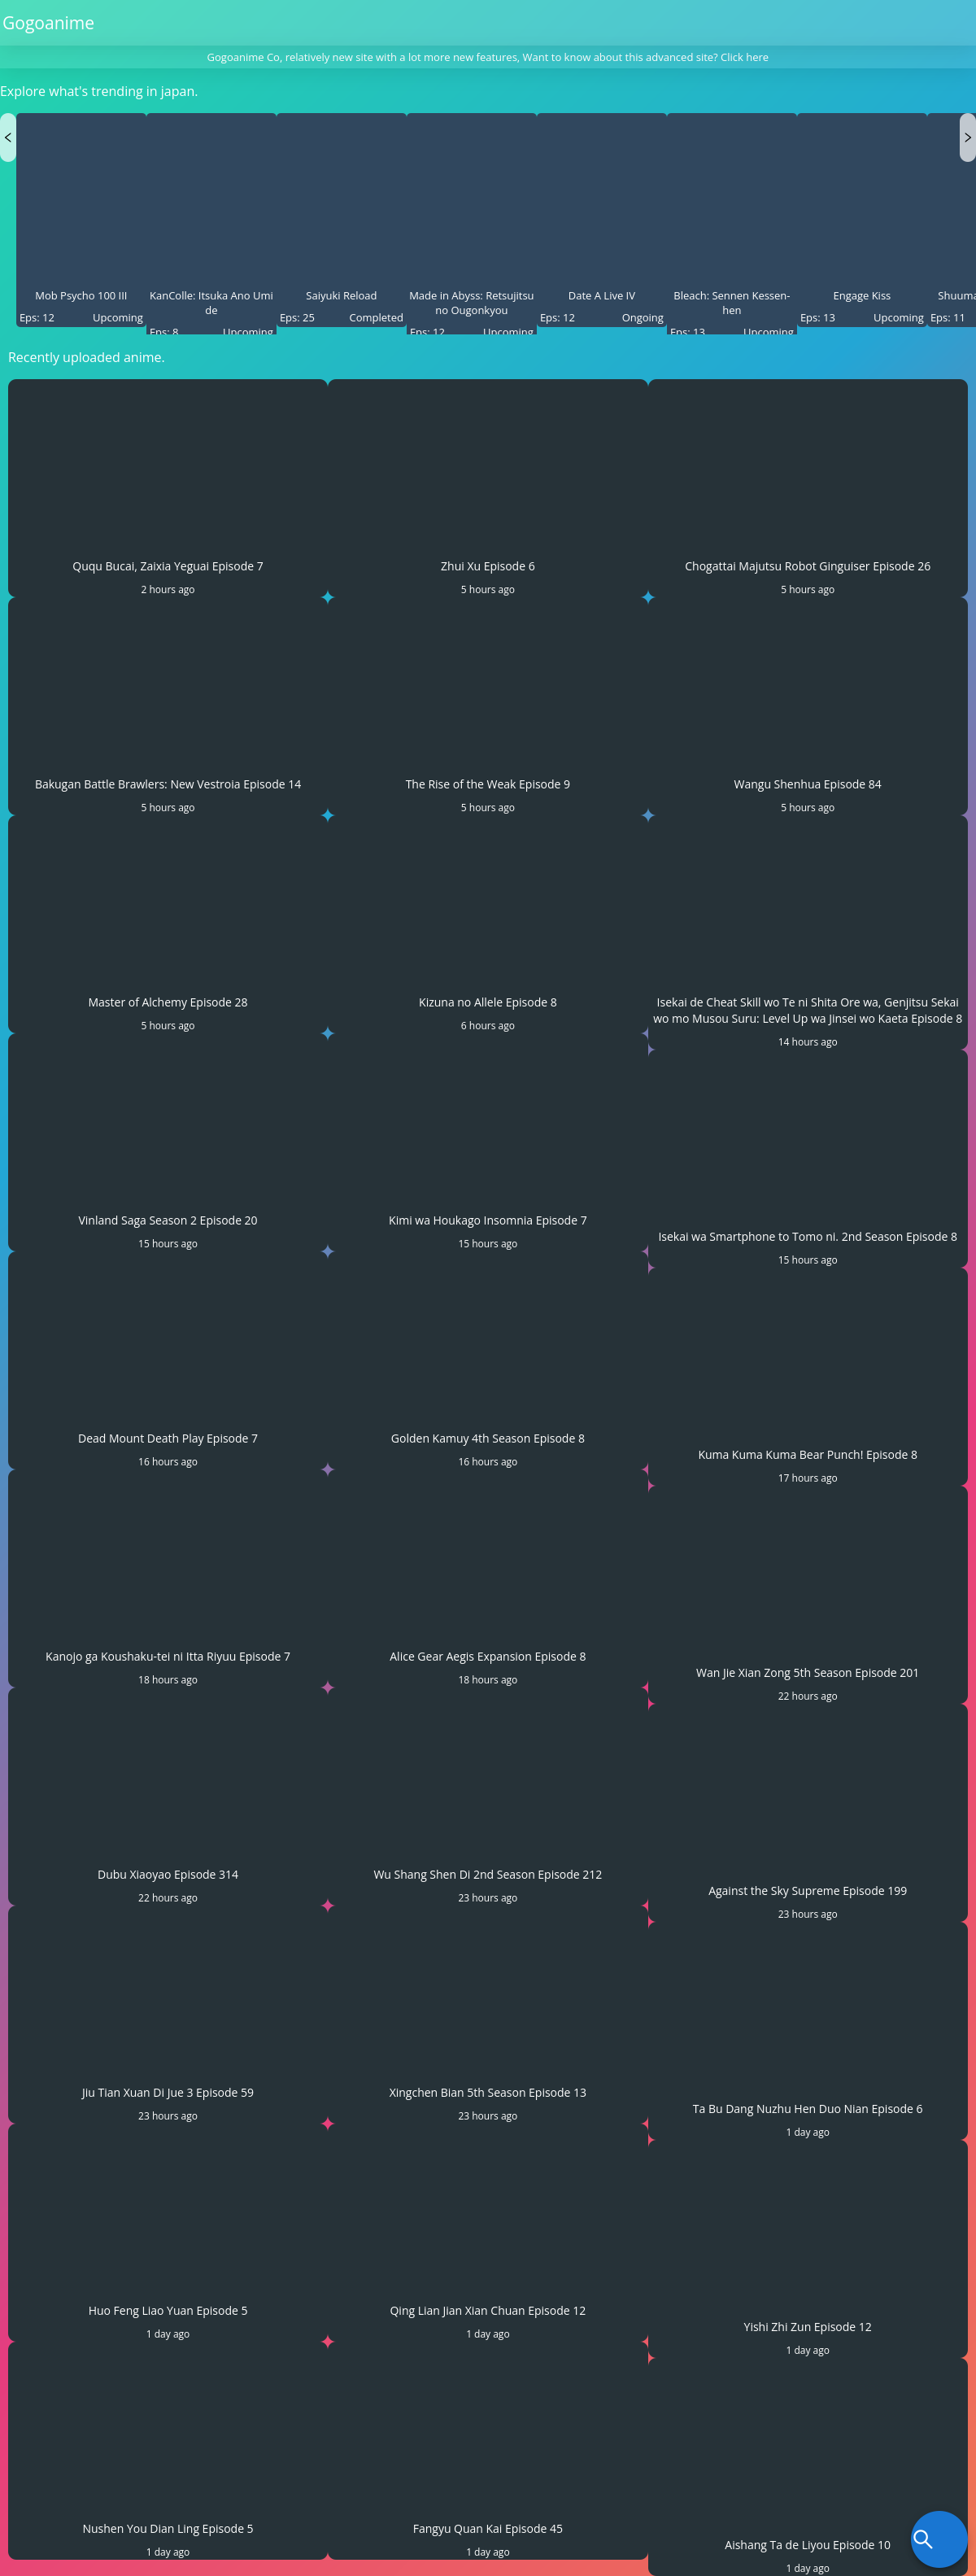 Gogoanime
Gogoanime Co, relatively new site with a lot more new features, Want to know about this advanced site? Click here
Explore what's trending in japan.
Mob Psycho 100 III
Eps: 12 Upcoming
KanColle: Itsuka Ano Umi
de
Eps: 8 Upcoming
Saiyuki Reload
Eps: 25 Completed
Made in Abyss: Retsujitsu
no Ougonkyou
Eps: 12 Upcoming
Date A Live IV
Eps: 12 Ongoing
Bleach: Sennen Kessen-
hen
Eps: 13 Upcoming
Engage Kiss
Eps: 13 Upcoming
Eps: 11
Recently uploaded anime.
Ququ Bucai, Zaixia Yeguai Episode 7
2 hours ago
Zhui Xu Episode 6
5 hours ago
Chogattai Majutsu Robot Ginguiser Episode 26
5 hours ago
Bakugan Battle Brawlers: New Vestroia Episode 14
5 hours ago
The Rise of the Weak Episode 9
5 hours ago
Wangu Shenhua Episode 84
5 hours ago
Master of Alchemy Episode 28
5 hours ago
Kizuna no Allele Episode 8
6 hours ago
Isekai de Cheat Skill wo Te ni Shita Ore wa, Genjitsu Sekai
wo mo Musou Suru: Level Up wa Jinsei wo Kaeta Episode 8
14 hours ago
Vinland Saga Season 2 Episode 20
15 hours ago
Kimi wa Houkago Insomnia Episode 7
15 hours ago
Isekai wa Smartphone to Tomo ni. 2nd Season Episode 8
15 hours ago
Dead Mount Death Play Episode 7
16 hours ago
Golden Kamuy 4th Season Episode 8
16 hours ago
Kuma Kuma Kuma Bear Punch! Episode 8
17 hours ago
Kanojo ga Koushaku-tei ni Itta Riyuu Episode 7
18 hours ago
Alice Gear Aegis Expansion Episode 8
18 hours ago
Wan Jie Xian Zong 5th Season Episode 201
22 hours ago
Dubu Xiaoyao Episode 314
22 hours ago
Wu Shang Shen Di 2nd Season Episode 212
23 hours ago
Against the Sky Supreme Episode 199
23 hours ago
Jiu Tian Xuan Di Jue 3 Episode 59
23 hours ago
Xingchen Bian 5th Season Episode 13
23 hours ago
Ta Bu Dang Nuzhu Hen Duo Nian Episode 6
1 day ago
Huo Feng Liao Yuan Episode 5
1 day ago
Qing Lian Jian Xian Chuan Episode 12
1 day ago
Yishi Zhi Zun Episode 12
1 day ago
Nushen You Dian Ling Episode 5
1 day ago
Fangyu Quan Kai Episode 45
1 day ago
Aishang Ta de Liyou Episode 10
1 day ago